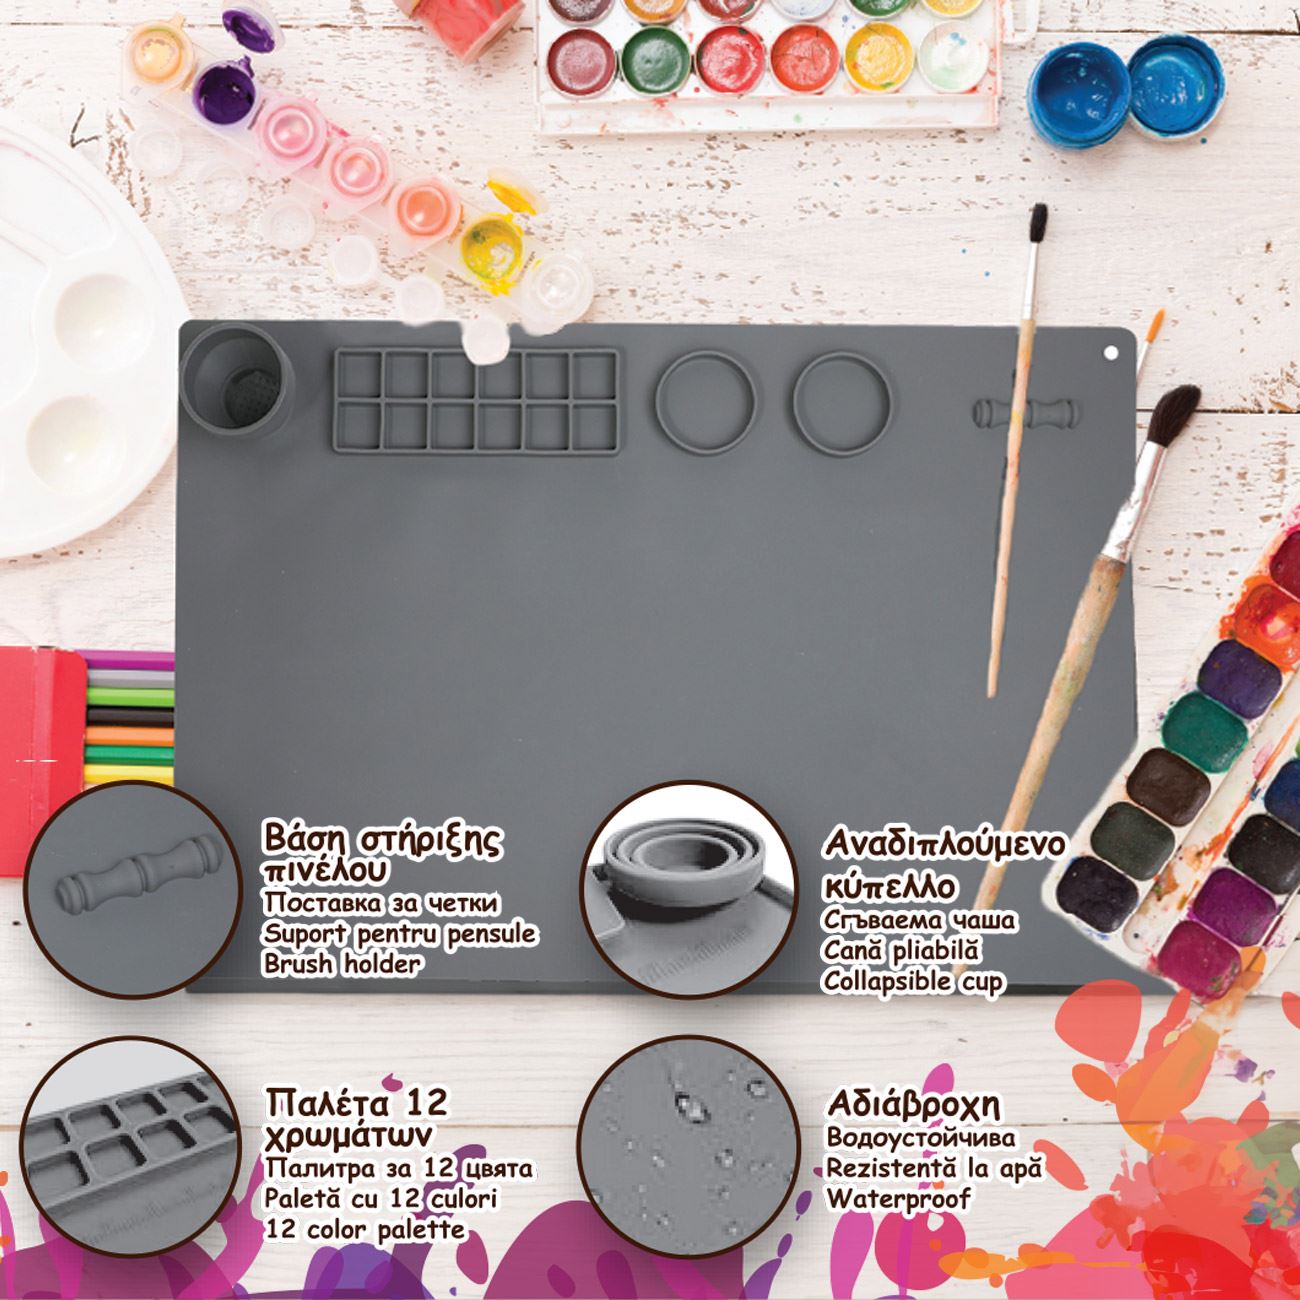 Βάση στήριξης
πινέλου
Поставка за четки
Suport pentru pensule
Brush holder
Αναδιπλούμενο
κύπελλο
Сгъваема чаша
Cană pliabilă
Collapsible cup
Παλέτα 12
χρωμάτων
Палитра за 12 цвята
Paletă cu 12 culori
12 color palette
Αδιάβροχη
Водоустойчива
Rezistentă la apă
Waterproof